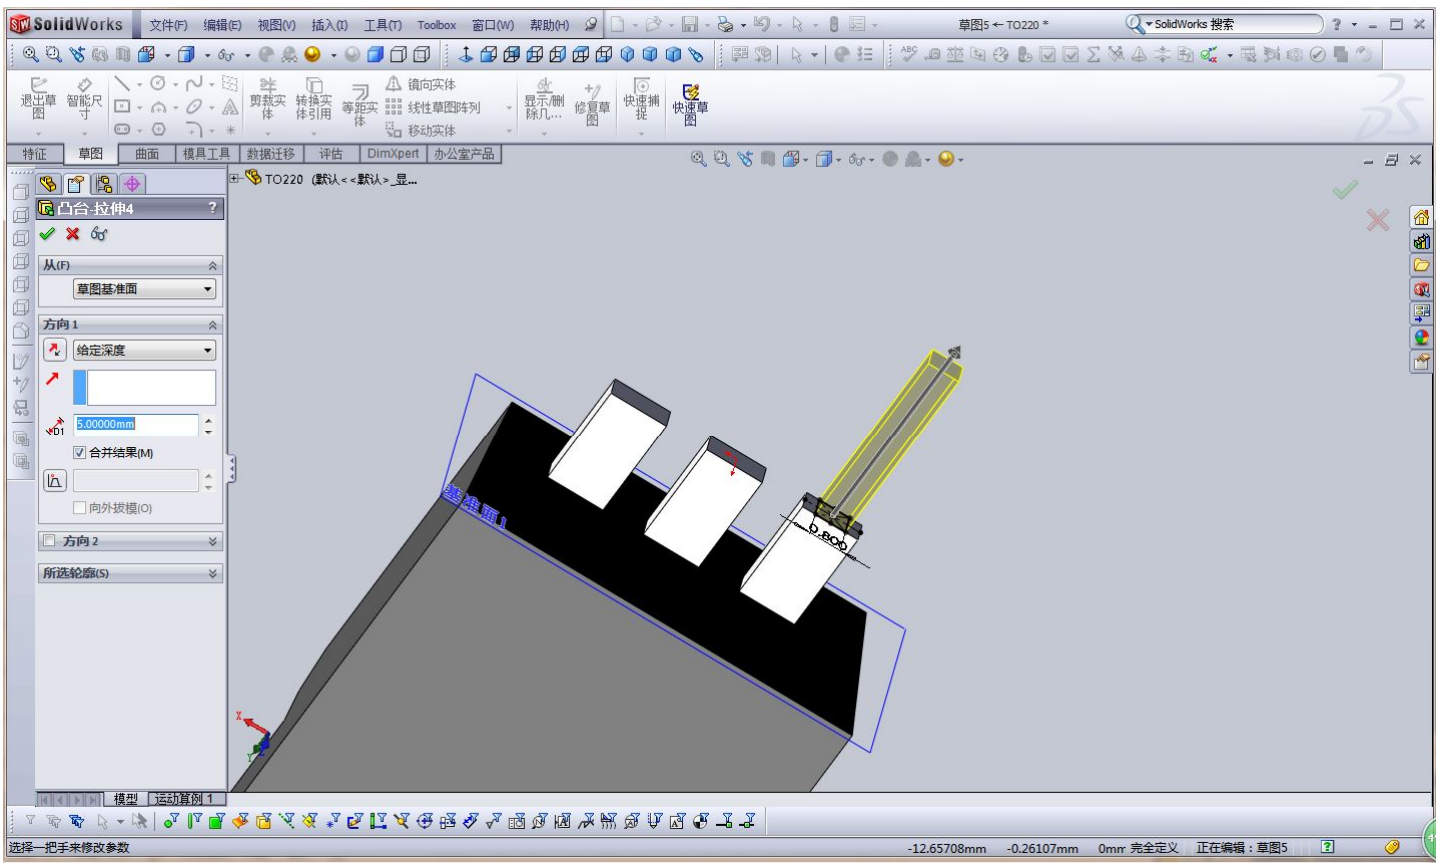 SolidWorks 文件(F) 编辑(E) 视图(V) 插入(I) 工具(T) Toolbox 窗口(W) 帮助(H) 草图5 ←TO220 * SolidWorks 搜索 ?
退出草图 智能尺寸 剪裁实体 转换实体引用 等距实体 镜向实体 线性草图阵列 移动实体 显示/删除几... 修复草图 快速捕捉 快速草图
特征 草图 曲面 模具工具 数据迁移 评估 DimXpert 办公室产品
TO220 (默认<<默认>_显...
凸台-拉伸4 ?
从(F)
草图基准面
方向1
给定深度
D1 5.00000mm
合并结果(M)
向外拔模(O)
方向2
所选轮廓(S)
基准面1
0.800
X
Y
模型 运动算例 1
选择一把手来修改参数 -12.65708mm -0.26107mm 0mm 完全定义 正在编辑：草图5 ?